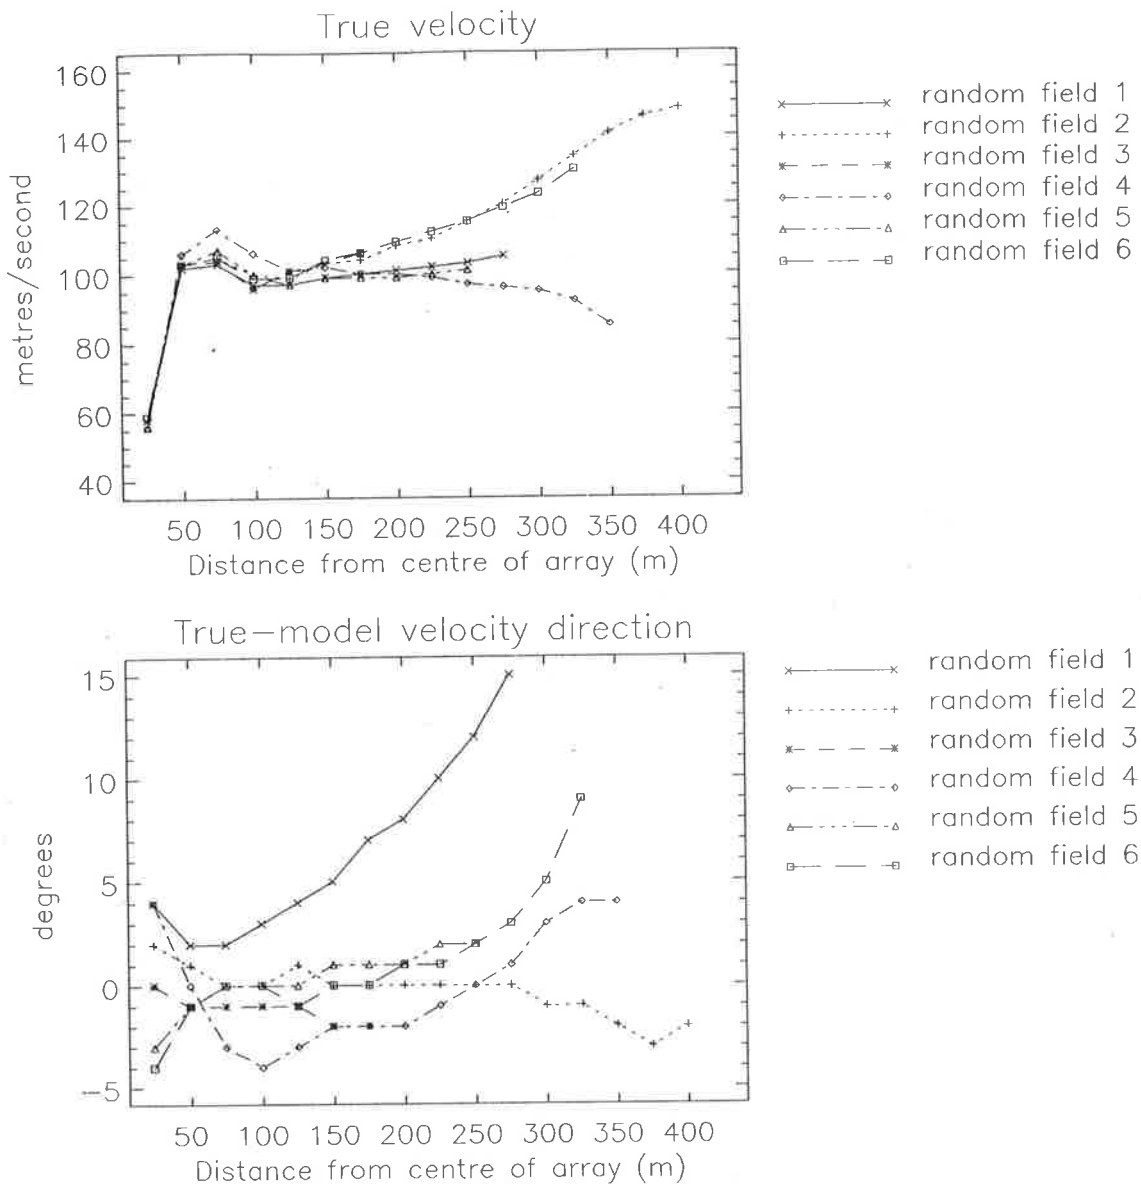 True velocity
160
140
120
100
80
60
40
metres/second
50 100 150 200 250 300 350 400
Distance from centre of array (m)
random field 1
random field 2
random field 3
random field 4
random field 5
random field 6
True-model velocity direction
15
10
5
0
-5
degrees
50 100 150 200 250 300 350 400
Distance from centre of array (m)
random field 1
random field 2
random field 3
random field 4
random field 5
random field 6